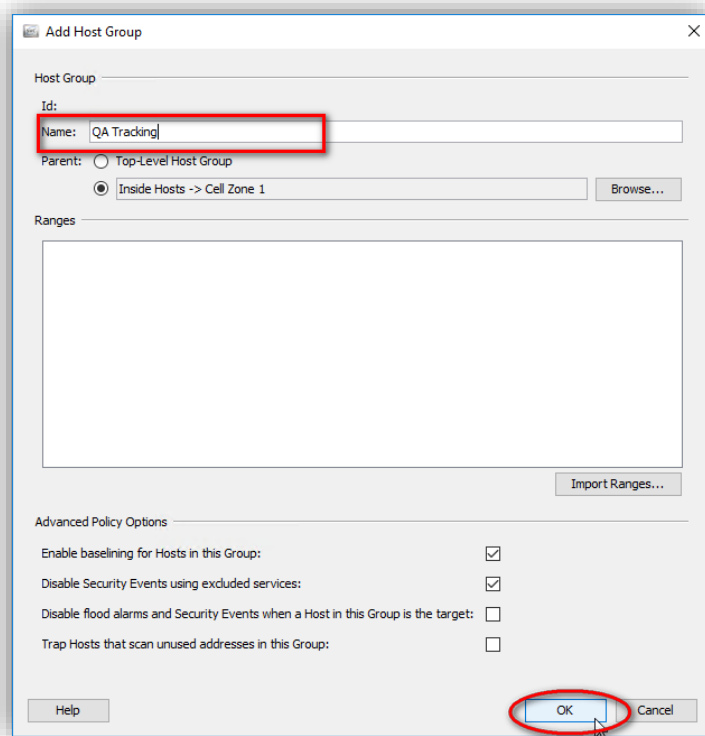 Add Host Group
Host Group
Id:
Name: QA Tracking
Parent: Top-Level Host Group
Inside Hosts -> Cell Zone 1 Browse...
Ranges
Import Ranges...
Advanced Policy Options
Enable baselining for Hosts in this Group:
Disable Security Events using excluded services:
Disable flood alarms and Security Events when a Host in this Group is the target:
Trap Hosts that scan unused addresses in this Group:
Help OK Cancel